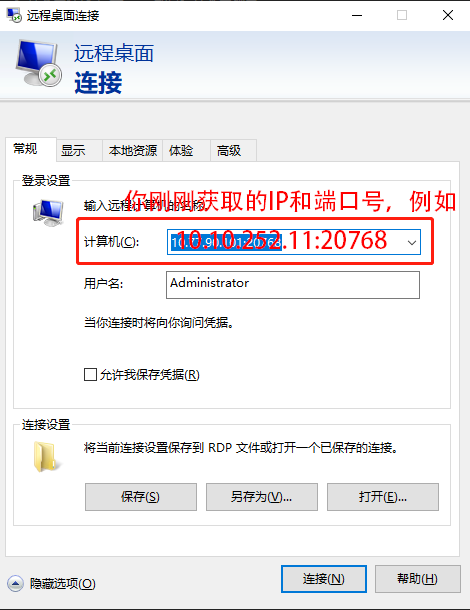 远程桌面连接
远程桌面
连接
常规 显示 本地资源 体验 高级
登录设置
你刚刚获取的IP和端口号，例如
输入远程计算机的名称。
计算机(C):
10.10.252.11:20768
用户名: Administrator
当你连接时将向你询问凭据。
允许我保存凭据(R)
连接设置
将当前连接设置保存到 RDP 文件或打开一个已保存的连接。
保存(S) 另存为(V)... 打开(E)...
隐藏选项(O) 连接(N) 帮助(H)